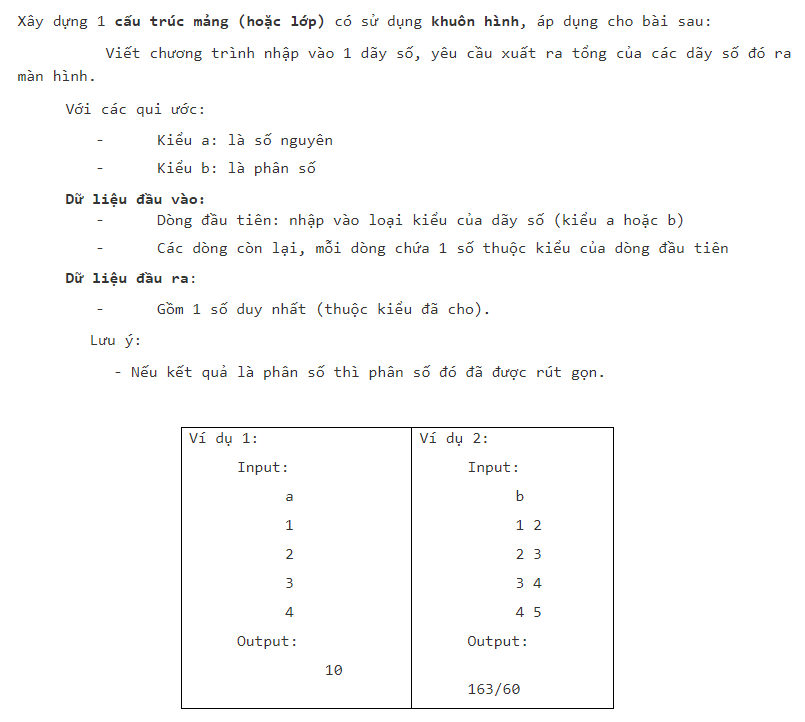 Xây dựng 1 cấu trúc mảng (hoặc lớp) có sử dụng khuôn hình, áp dụng cho bài sau:
Viết chương trình nhập vào 1 dãy số, yêu cầu xuất ra tổng của các dãy số đó ra
màn hình.
Với các qui ước:
- Kiểu a: là số nguyên
- Kiểu b: là phân số
Dữ liệu đầu vào:
- Dòng đầu tiên: nhập vào loại kiểu của dãy số (kiểu a hoặc b)
- Các dòng còn lại, mỗi dòng chứa 1 số thuộc kiểu của dòng đầu tiên
Dữ liệu đầu ra:
- Gồm 1 số duy nhất (thuộc kiểu đã cho).
Lưu ý:
- Nếu kết quả là phân số thì phân số đó đã được rút gọn.
Ví dụ 1:
Input:
a
1
2
3
4
Output:
10
Ví dụ 2:
Input:
b
1 2
2 3
3 4
4 5
Output:
163/60